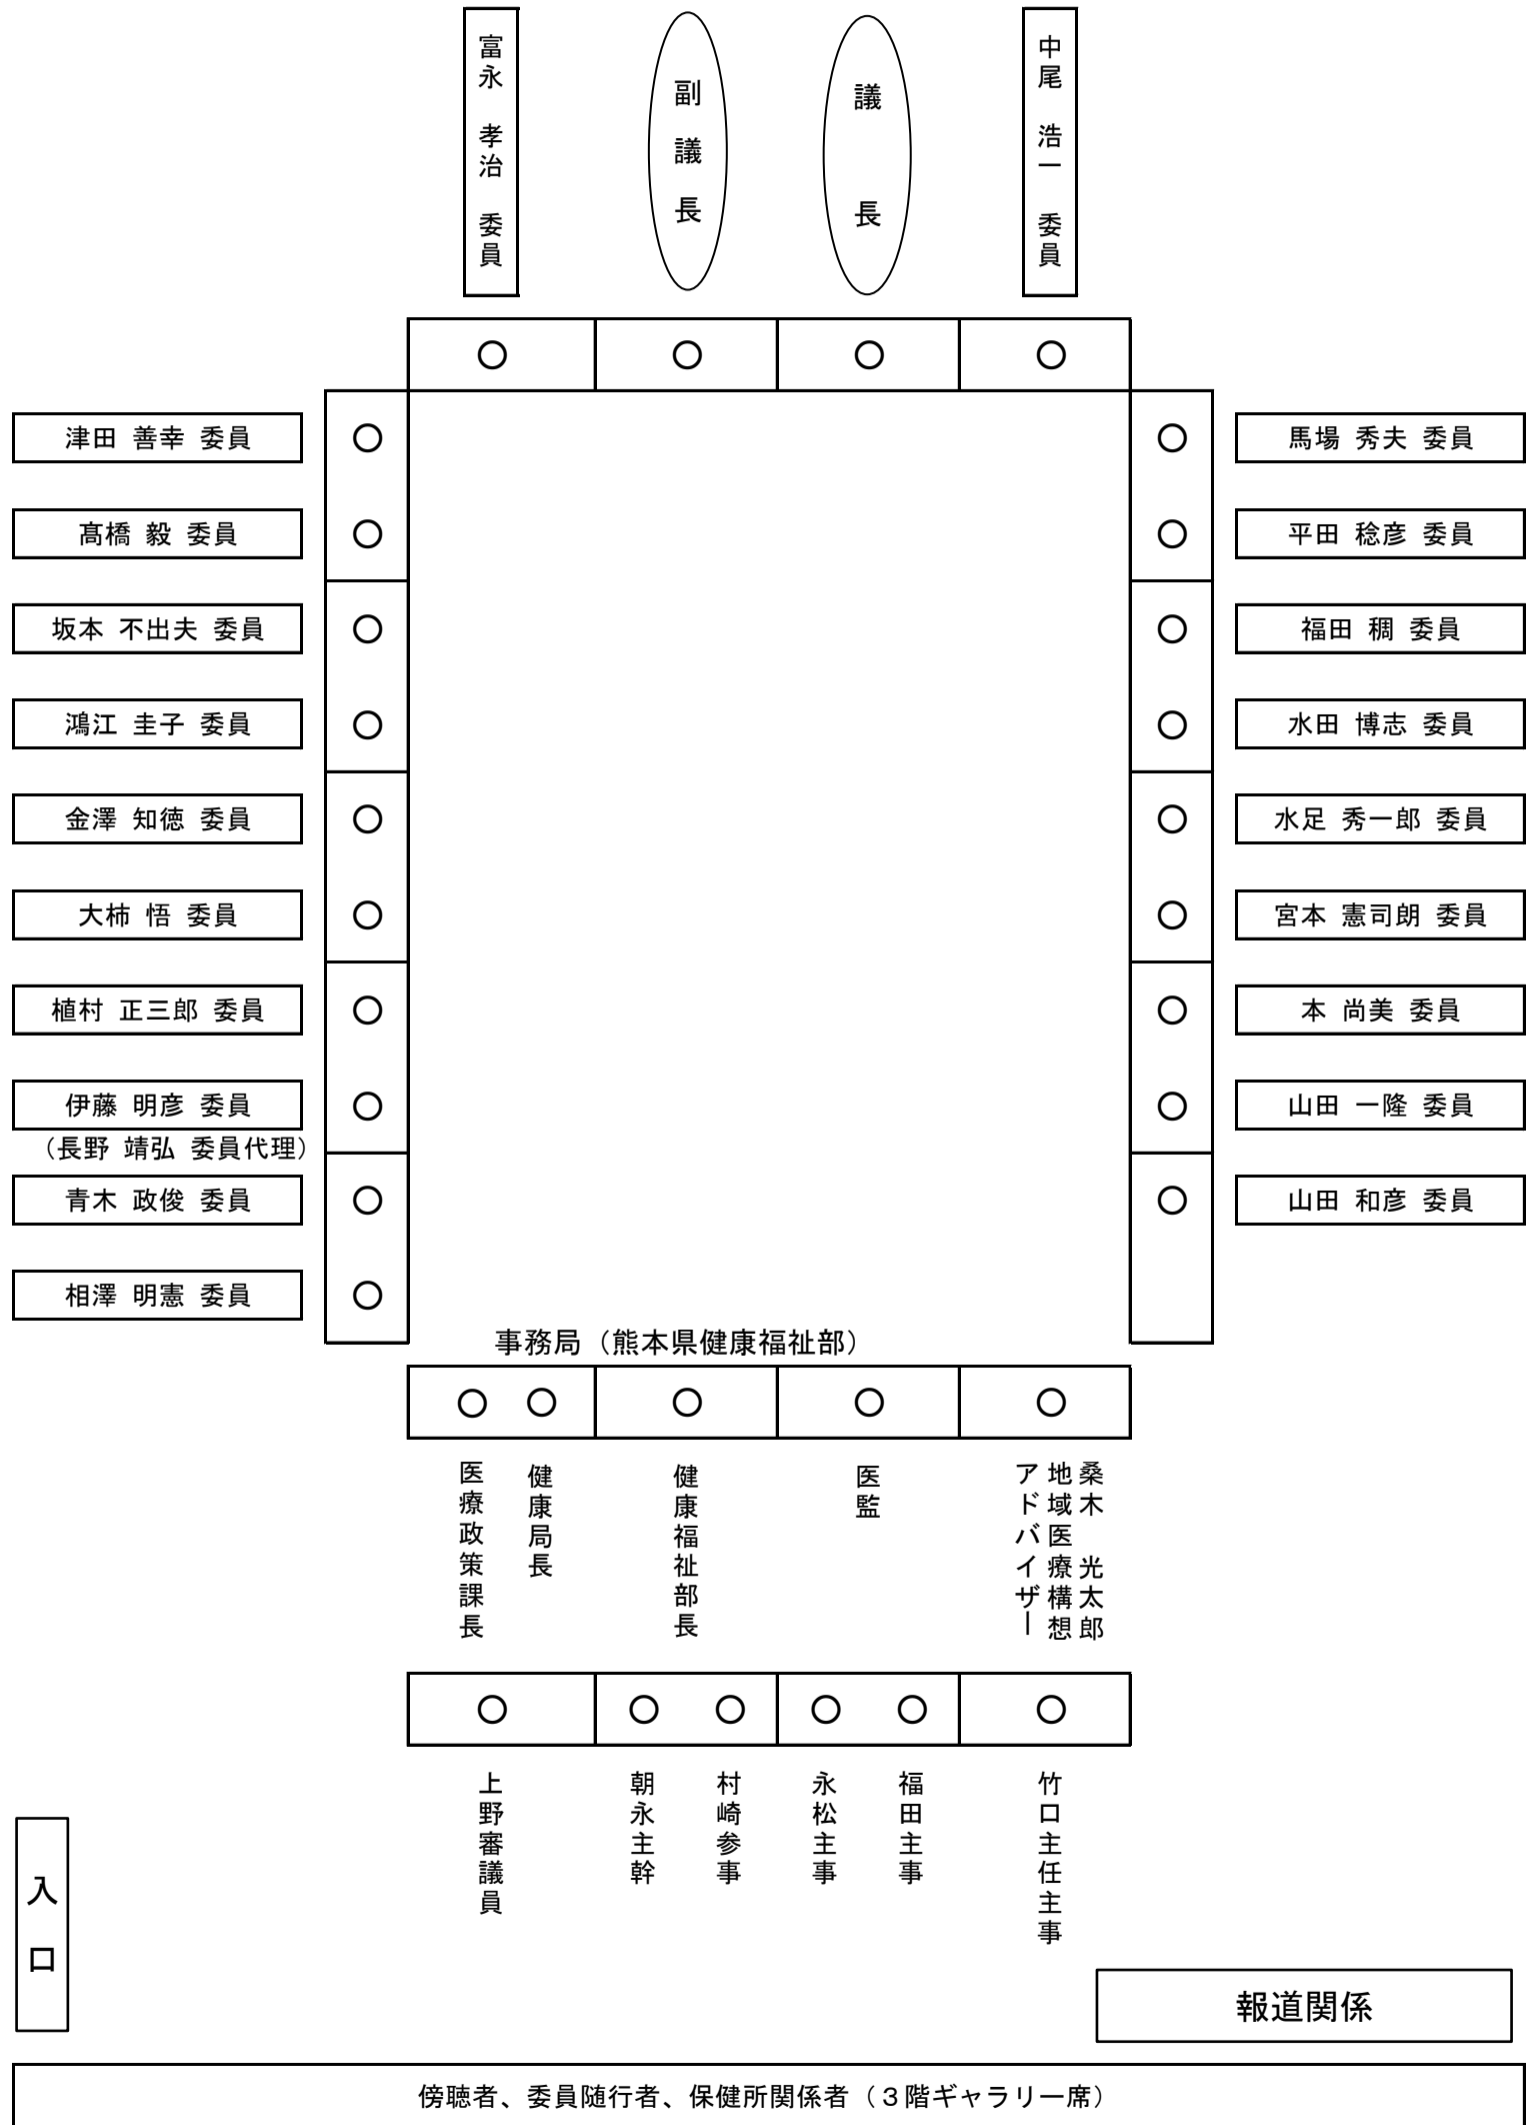 富永 孝治 委員
副議長
議長
中尾 浩一 委員
津田 善幸 委員
髙橋 毅 委員
坂本 不出夫 委員
鴻江 圭子 委員
金澤 知徳 委員
大柿 悟 委員
植村 正三郎 委員
伊藤 明彦 委員
（長野 靖弘 委員代理）
青木 政俊 委員
相澤 明憲 委員
馬場 秀夫 委員
平田 稔彦 委員
福田 稠 委員
水田 博志 委員
水足 秀一郎 委員
宮本 憲司朗 委員
本 尚美 委員
山田 一隆 委員
山田 和彦 委員
事務局（熊本県健康福祉部）
医療政策課長
健康局長
健康福祉部長
医監
桑木 光太郎
地域医療構想
アドバイザー
上野審議員
朝永主幹
村崎参事
永松主事
福田主事
竹口主任主事
入口
報道関係
傍聴者、委員随行者、保健所関係者（３階ギャラリー席）